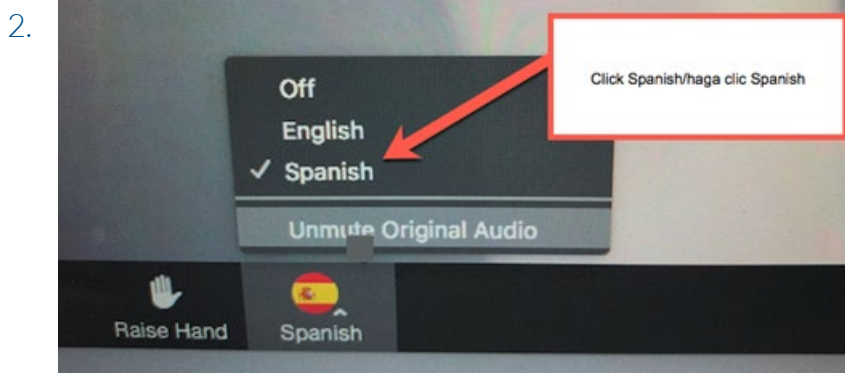 2.
Click Spanish/haga clic Spanish
Off
English
Spanish
Unmute Original Audio
Raise Hand
Spanish